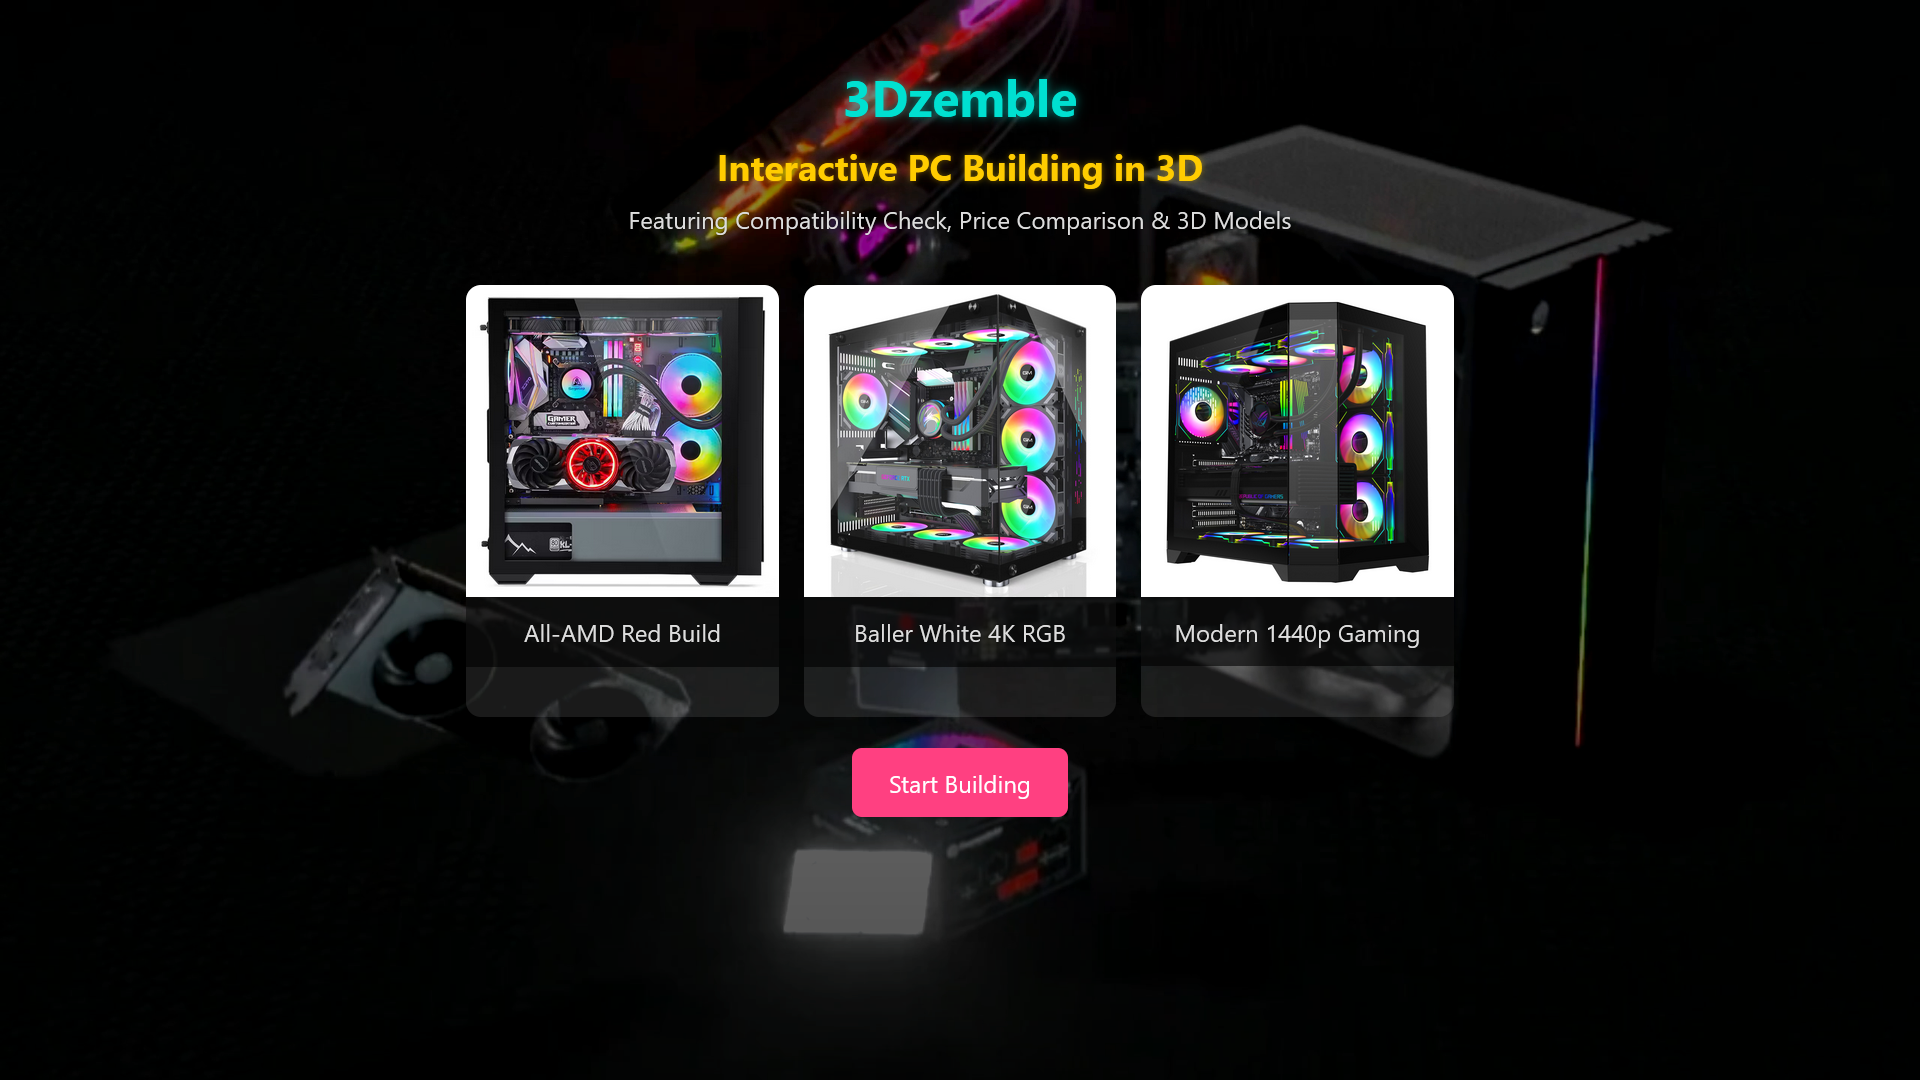 3Dzemble
Interactive PC Building in 3D
Featuring Compatibility Check, Price Comparison & 3D Models
GAMER
All-AMD Red Build
Baller White 4K RGB
Modern 1440p Gaming
Start Building